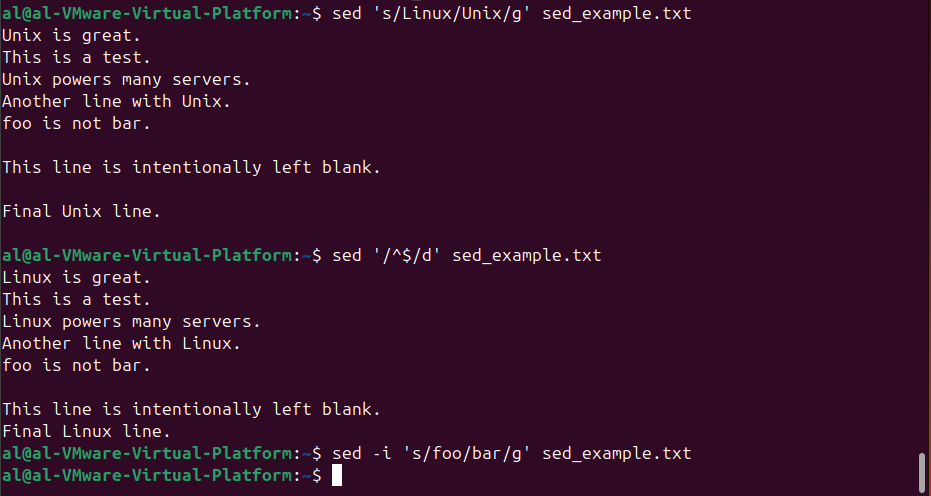 al@al-VMware-Virtual-Platform:~$ sed 's/Linux/Unix/g' sed_example.txt
Unix is great.
This is a test.
Unix powers many servers.
Another line with Unix.
foo is not bar.

This line is intentionally left blank.

Final Unix line.

al@al-VMware-Virtual-Platform:~$ sed '/^$/d' sed_example.txt
Linux is great.
This is a test.
Linux powers many servers.
Another line with Linux.
foo is not bar.

This line is intentionally left blank.
Final Linux line.
al@al-VMware-Virtual-Platform:~$ sed -i 's/foo/bar/g' sed_example.txt
al@al-VMware-Virtual-Platform:~$